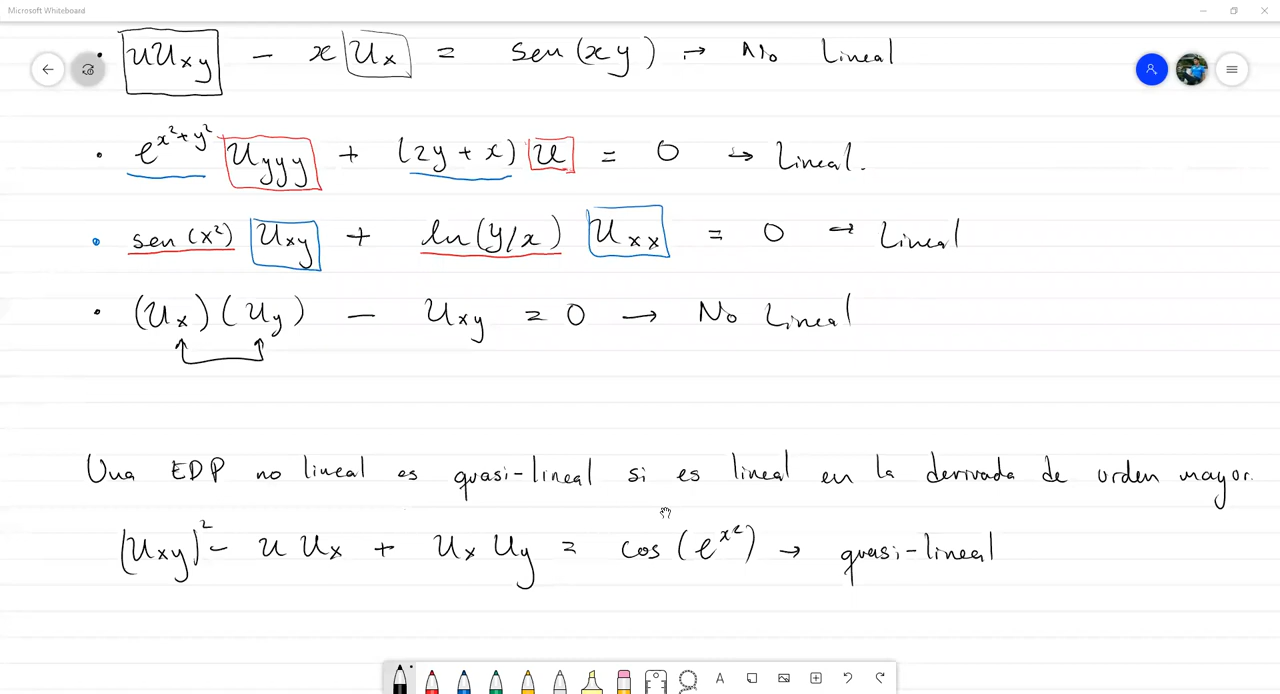 Microsoft Whiteboard
• u Uxy − x Ux = sen(xy) → No Lineal
• e^{x²+y²} Uyyy + (2y + x) u = 0 → Lineal.
• sen(x²) Uxy + ln(y/x) Uxx = 0 → Lineal
• (Ux)(Uy) − Uxy = 0 → No Lineal
Una EDP no lineal es quasi-lineal si es lineal en la derivada de orden mayor.
(Uxy)² − u Ux + Ux Uy = cos(e^{x²}) → quasi-lineal
A